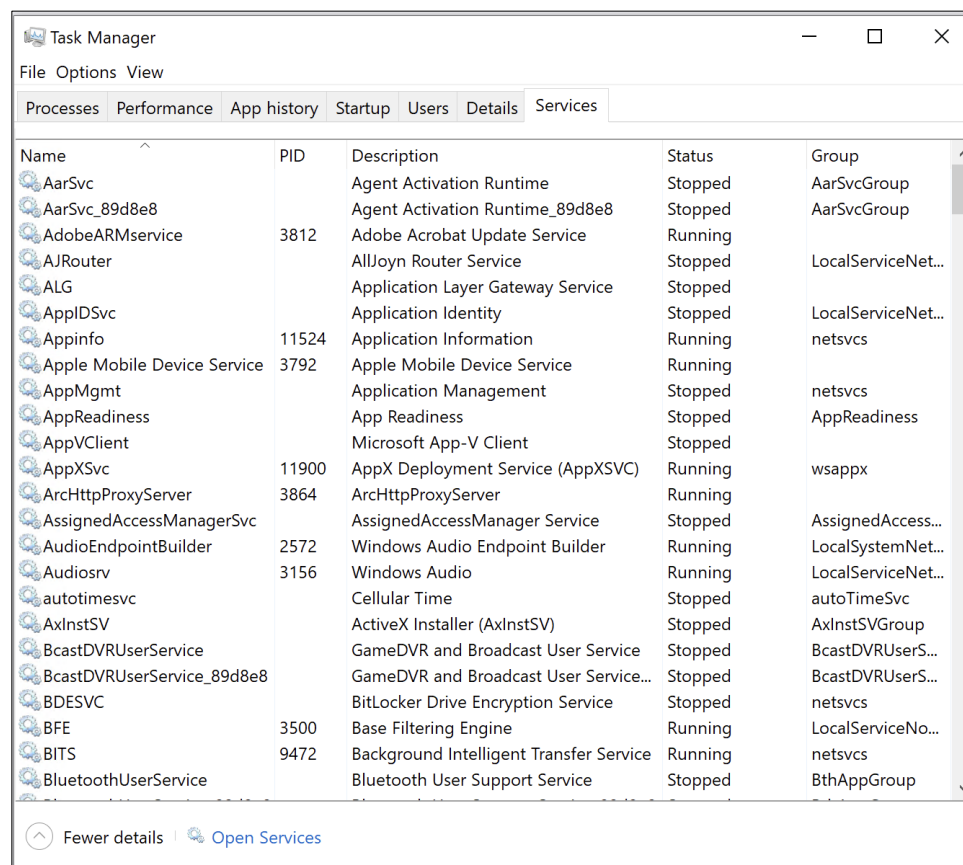 Task Manager
File Options View
Processes Performance App history Startup Users Details Services
Name PID Description Status Group
AarSvc Agent Activation Runtime Stopped AarSvcGroup
AarSvc_89d8e8 Agent Activation Runtime_89d8e8 Stopped AarSvcGroup
AdobeARMservice 3812 Adobe Acrobat Update Service Running
AJRouter AllJoyn Router Service Stopped LocalServiceNet...
ALG Application Layer Gateway Service Stopped
AppIDSvc Application Identity Stopped LocalServiceNet...
Appinfo 11524 Application Information Running netsvcs
Apple Mobile Device Service 3792 Apple Mobile Device Service Running
AppMgmt Application Management Stopped netsvcs
AppReadiness App Readiness Stopped AppReadiness
AppVClient Microsoft App-V Client Stopped
AppXSvc 11900 AppX Deployment Service (AppXSVC) Running wsappx
ArcHttpProxyServer 3864 ArcHttpProxyServer Running
AssignedAccessManagerSvc AssignedAccessManager Service Stopped AssignedAccess...
AudioEndpointBuilder 2572 Windows Audio Endpoint Builder Running LocalSystemNet...
Audiosrv 3156 Windows Audio Running LocalServiceNet...
autotimesvc Cellular Time Stopped autoTimeSvc
AxInstSV ActiveX Installer (AxInstSV) Stopped AxInstSVGroup
BcastDVRUserService GameDVR and Broadcast User Service Stopped BcastDVRUserS...
BcastDVRUserService_89d8e8 GameDVR and Broadcast User Service... Stopped BcastDVRUserS...
BDESVC BitLocker Drive Encryption Service Stopped netsvcs
BFE 3500 Base Filtering Engine Running LocalServiceNo...
BITS 9472 Background Intelligent Transfer Service Running netsvcs
BluetoothUserService Bluetooth User Support Service Stopped BthAppGroup
Fewer details Open Services